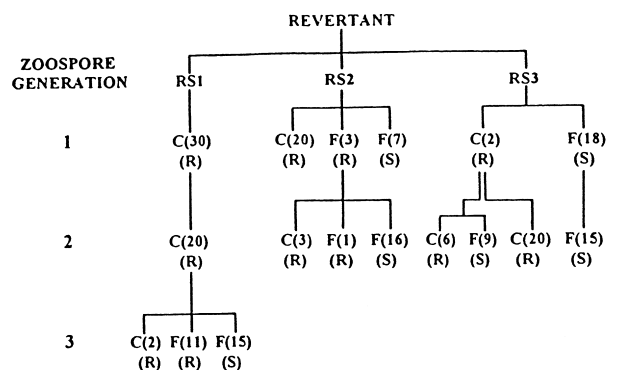 REVERTANT
ZOOSPORE
GENERATION
RS1 RS2 RS3
1 C(30) C(20) F(3) F(7) C(2) F(18)
(R) (R) (R) (S) (R) (S)
2 C(20) C(3) F(1) F(16) C(6) F(9) C(20) F(15)
(R) (R) (R) (S) (R) (S) (R) (S)
3 C(2) F(11) F(15)
(R) (R) (S)